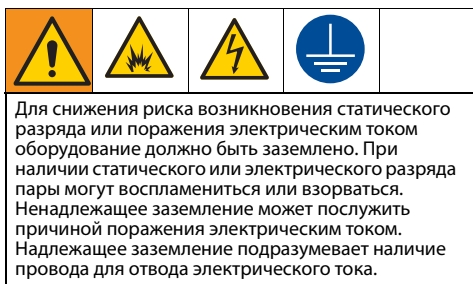 Для снижения риска возникновения статического
разряда или поражения электрическим током
оборудование должно быть заземлено. При
наличии статического или электрического разряда
пары могут воспламениться или взорваться.
Ненадлежащее заземление может послужить
причиной поражения электрическим током.
Надлежащее заземление подразумевает наличие
провода для отвода электрического тока.